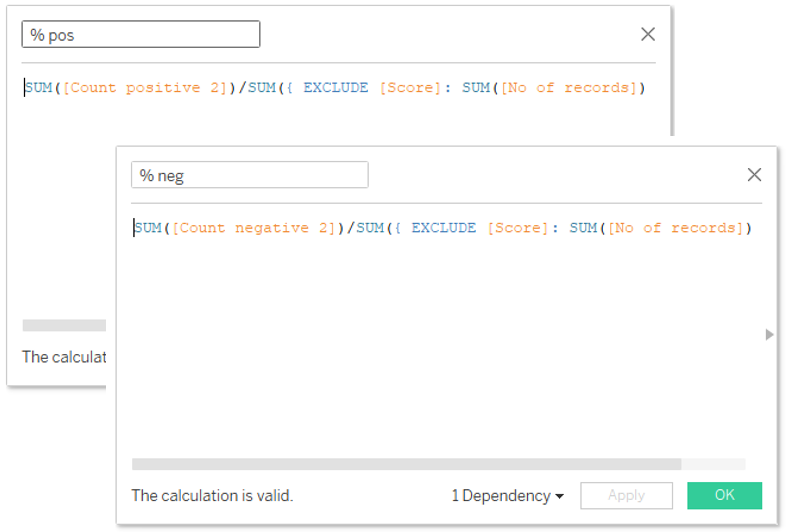 % pos
SUM([Count positive 2])/SUM({ EXCLUDE [Score]: SUM([No of records])
The calculat
% neg
SUM([Count negative 2])/SUM({ EXCLUDE [Score]: SUM([No of records])
The calculation is valid.
1 Dependency
Apply
OK